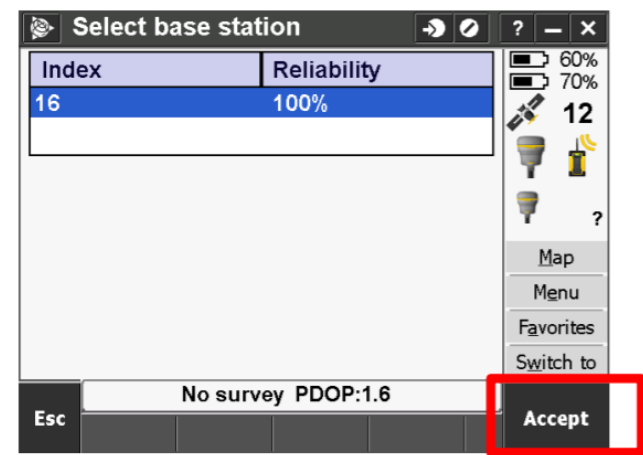 Select base station
? – ×
Index Reliability
16 100%
60%
70%
12
?
Map
Menu
Favorites
Switch to
No survey PDOP:1.6
Esc
Accept